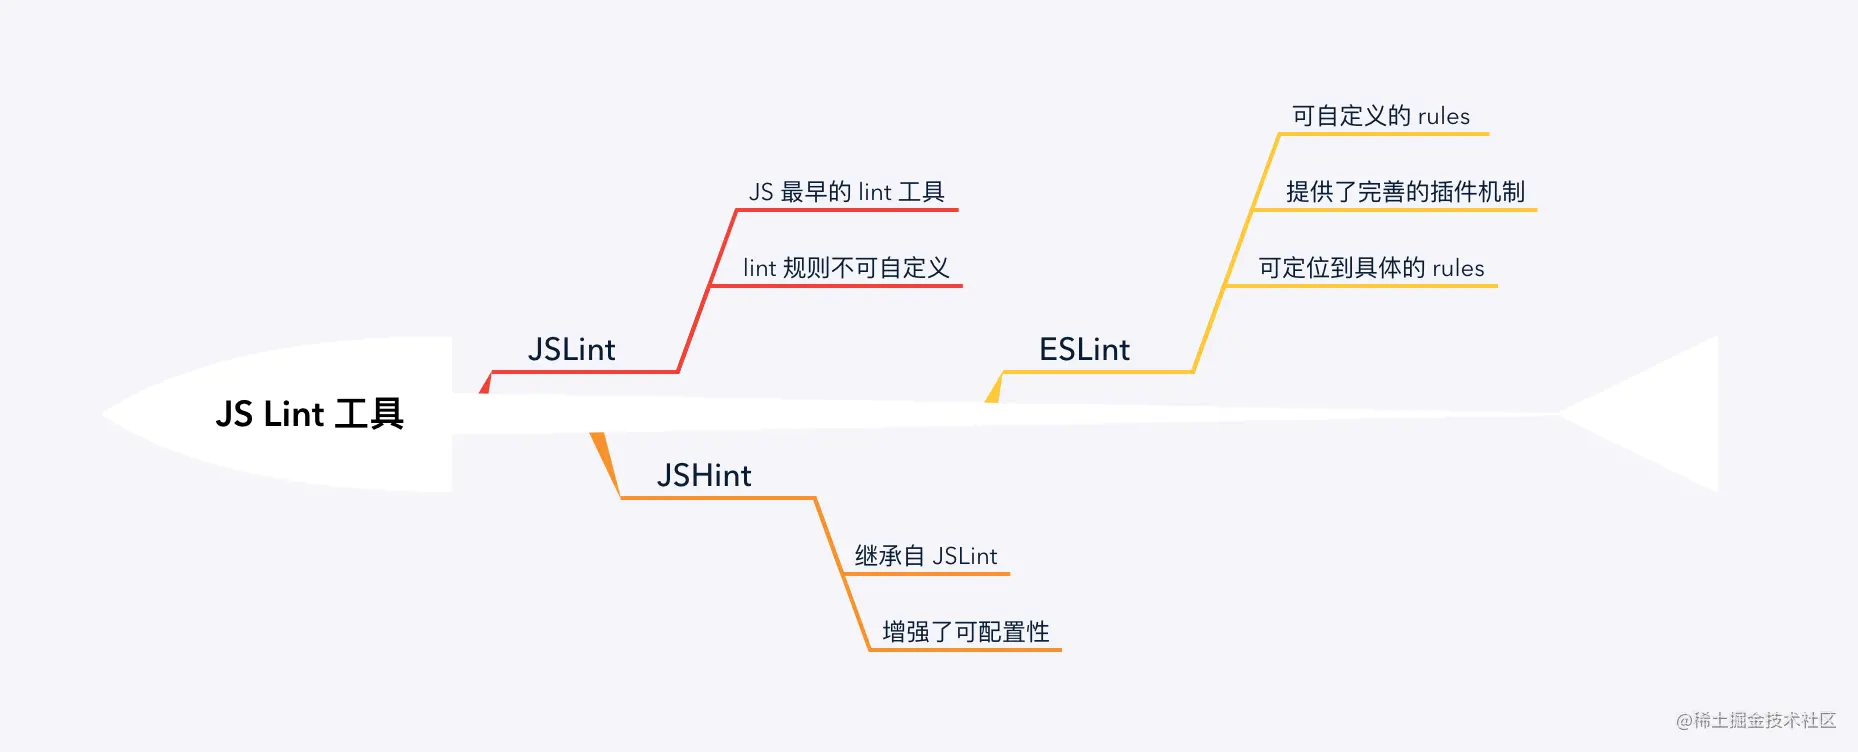 JS Lint 工具
JSLint
JS 最早的 lint 工具
lint 规则不可自定义
JSHint
继承自 JSLint
增强了可配置性
ESLint
可自定义的 rules
提供了完善的插件机制
可定位到具体的 rules
@稀土掘金技术社区